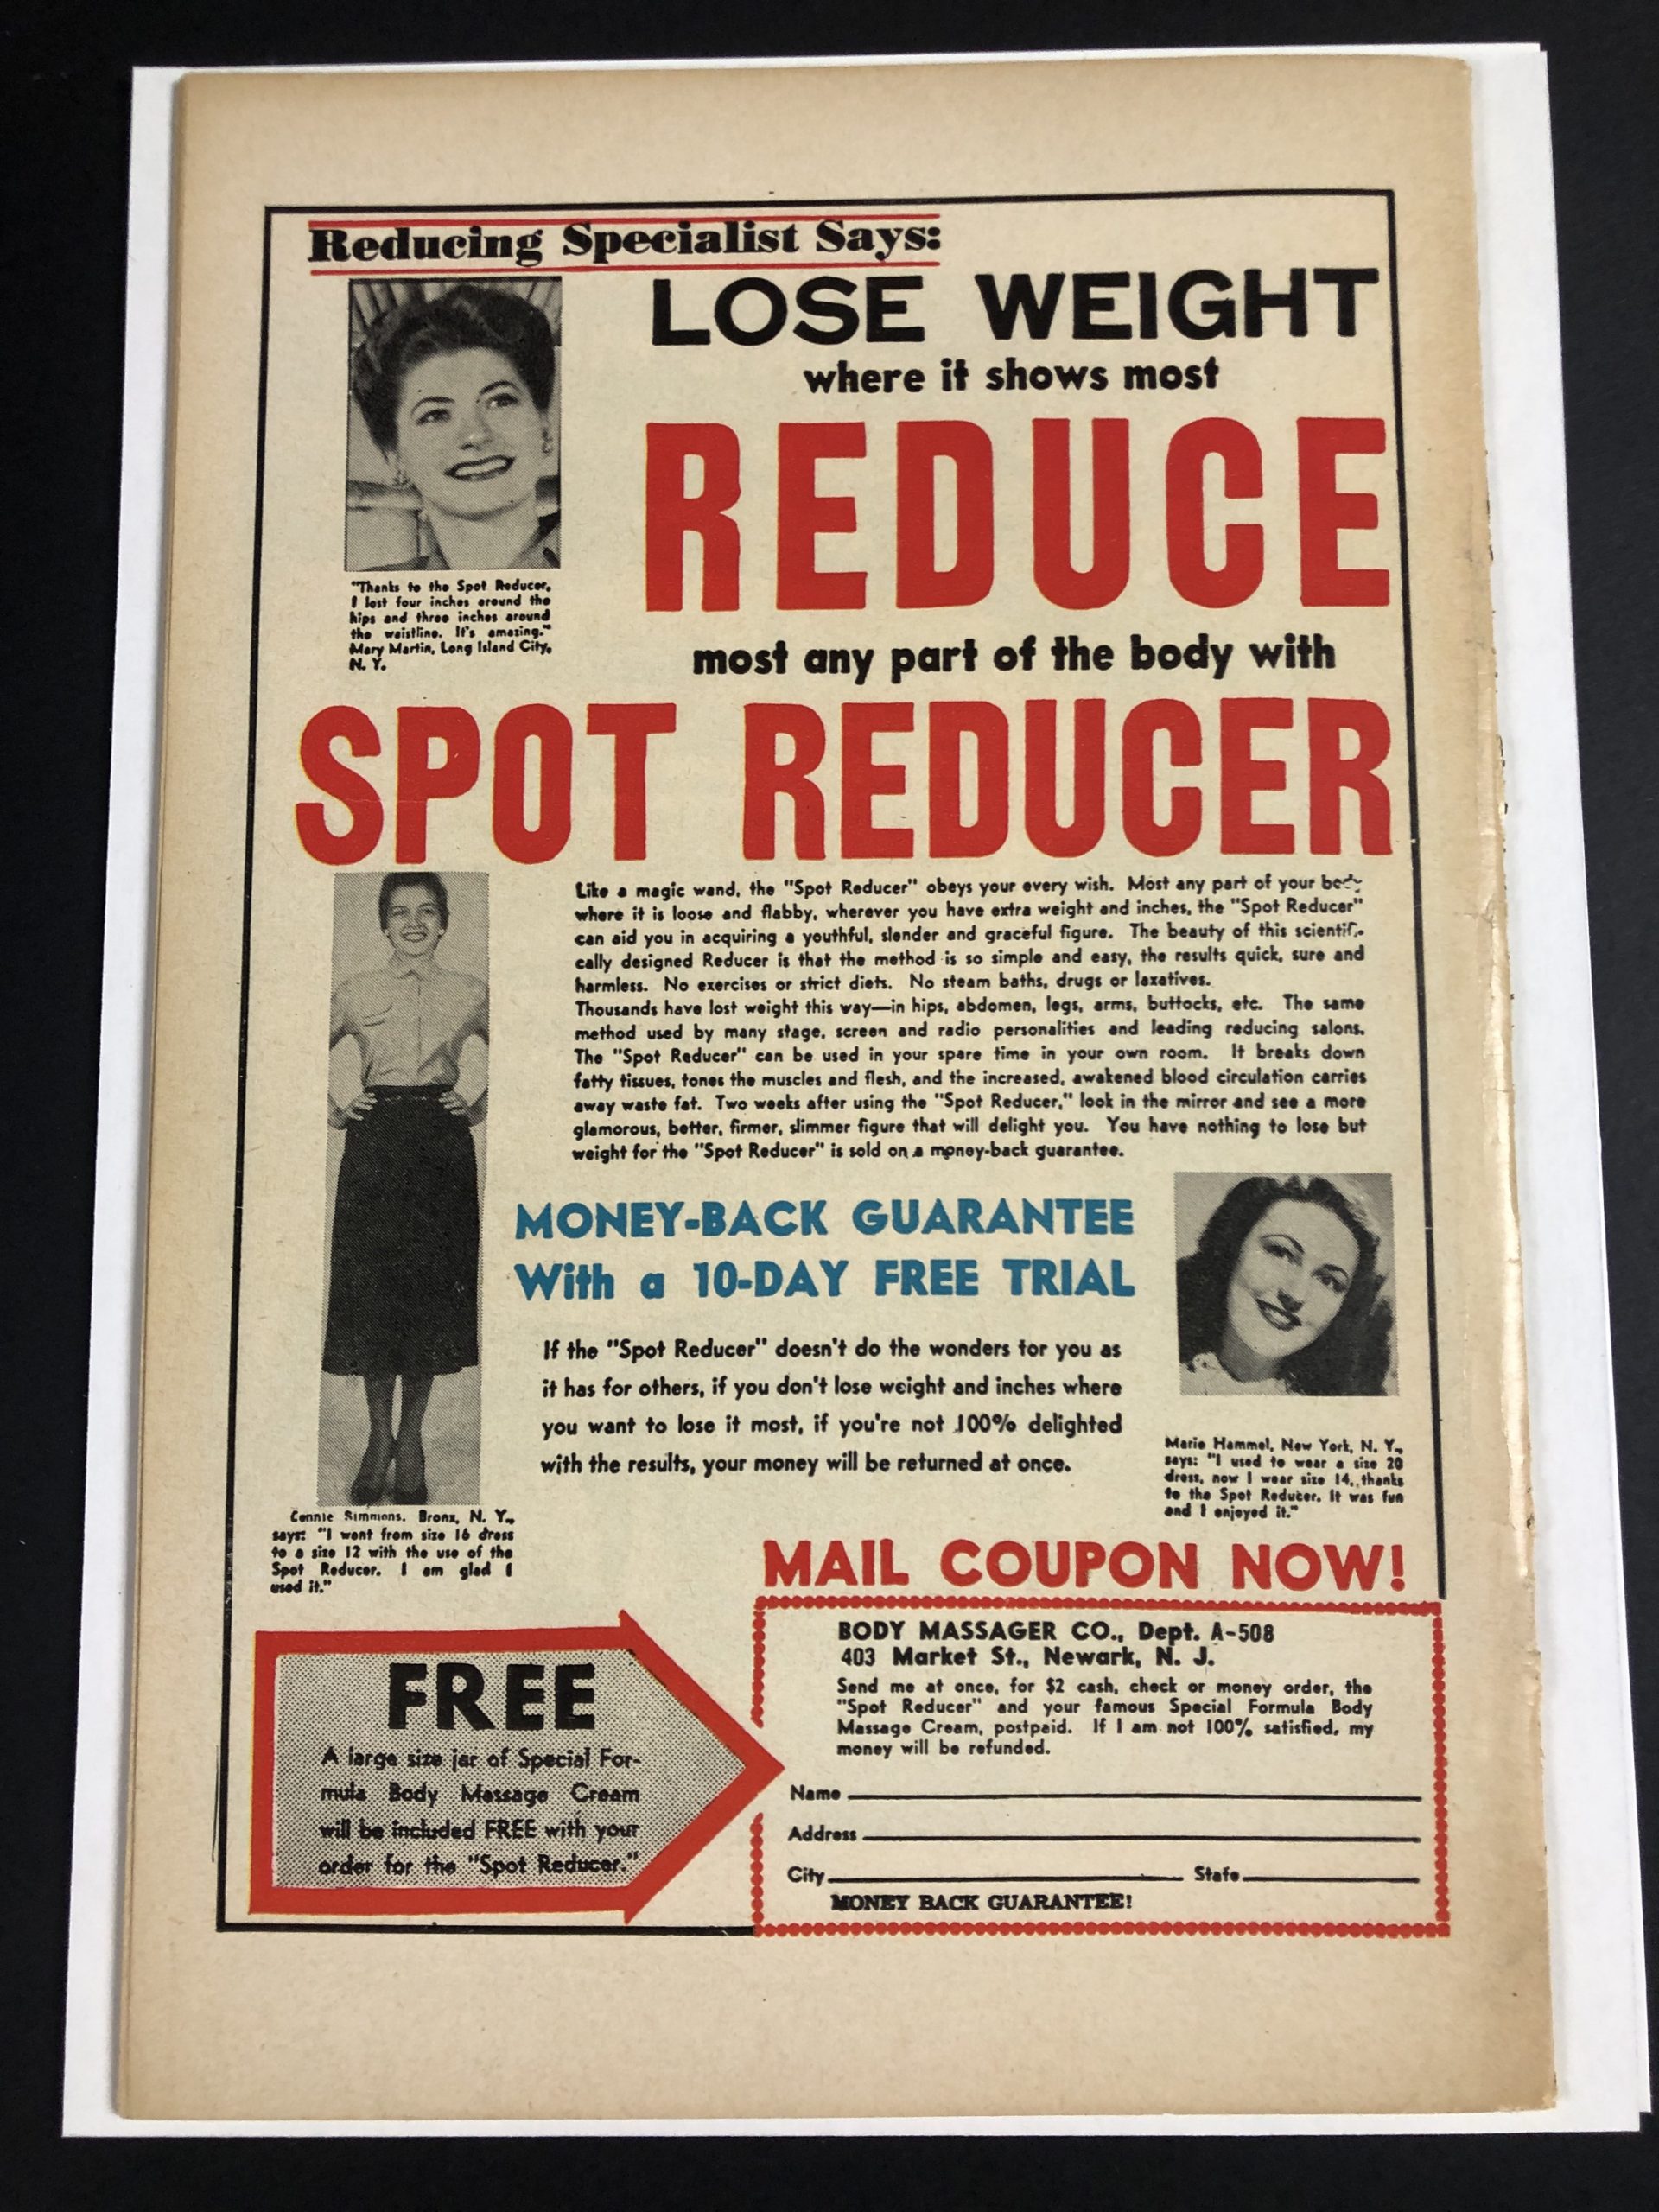 Reducing Specialist Says:
LOSE WEIGHT
where it shows most
REDUCE
most any part of the body with
SPOT REDUCER
"Thanks to the Spot Reducer,
I lost four inches around the
hips and three inches around
the waistline. It's amazing."
Mary Martin, Long Island City,
N. Y.
Like a magic wand, the "Spot Reducer" obeys your every wish. Most any part of your body
where it is loose and flabby, wherever you have extra weight and inches, the "Spot Reducer"
can aid you in acquiring a youthful, slender and graceful figure. The beauty of this scientifi-
cally designed Reducer is that the method is so simple and easy, the results quick, sure and
harmless. No exercises or strict diets. No steam baths, drugs or laxatives.
Thousands have lost weight this way—in hips, abdomen, legs, arms, buttocks, etc. The same
method used by many stage, screen and radio personalities and leading reducing salons.
The "Spot Reducer" can be used in your spare time in your own room. It breaks down
fatty tissues, tones the muscles and flesh, and the increased, awakened blood circulation carries
away waste fat. Two weeks after using the "Spot Reducer," look in the mirror and see a more
glamorous, better, firmer, slimmer figure that will delight you. You have nothing to lose but
weight for the "Spot Reducer" is sold on a money-back guarantee.
MONEY-BACK GUARANTEE
With a 10-DAY FREE TRIAL
If the "Spot Reducer" doesn't do the wonders for you as
it has for others, if you don't lose weight and inches where
you want to lose it most, if you're not 100% delighted
with the results, your money will be returned at once.
Marie Hammel, New York, N. Y.,
says: "I used to wear a size 20
dress, now I wear size 14, thanks
to the Spot Reducer. It was fun
and I enjoyed it."
Connie Simmons, Bronx, N. Y.,
says: "I went from size 16 dress
to a size 12 with the use of the
Spot Reducer. I am glad I
used it."
MAIL COUPON NOW!
FREE
A large size jar of Special For-
mula Body Massage Cream
will be included FREE with your
order for the "Spot Reducer."
BODY MASSAGER CO., Dept. A-508
403 Market St., Newark, N. J.
Send me at once, for $2 cash, check or money order, the
"Spot Reducer" and your famous Special Formula Body
Massage Cream, postpaid. If I am not 100% satisfied, my
money will be refunded.
Name
Address
City State
MONEY BACK GUARANTEE!